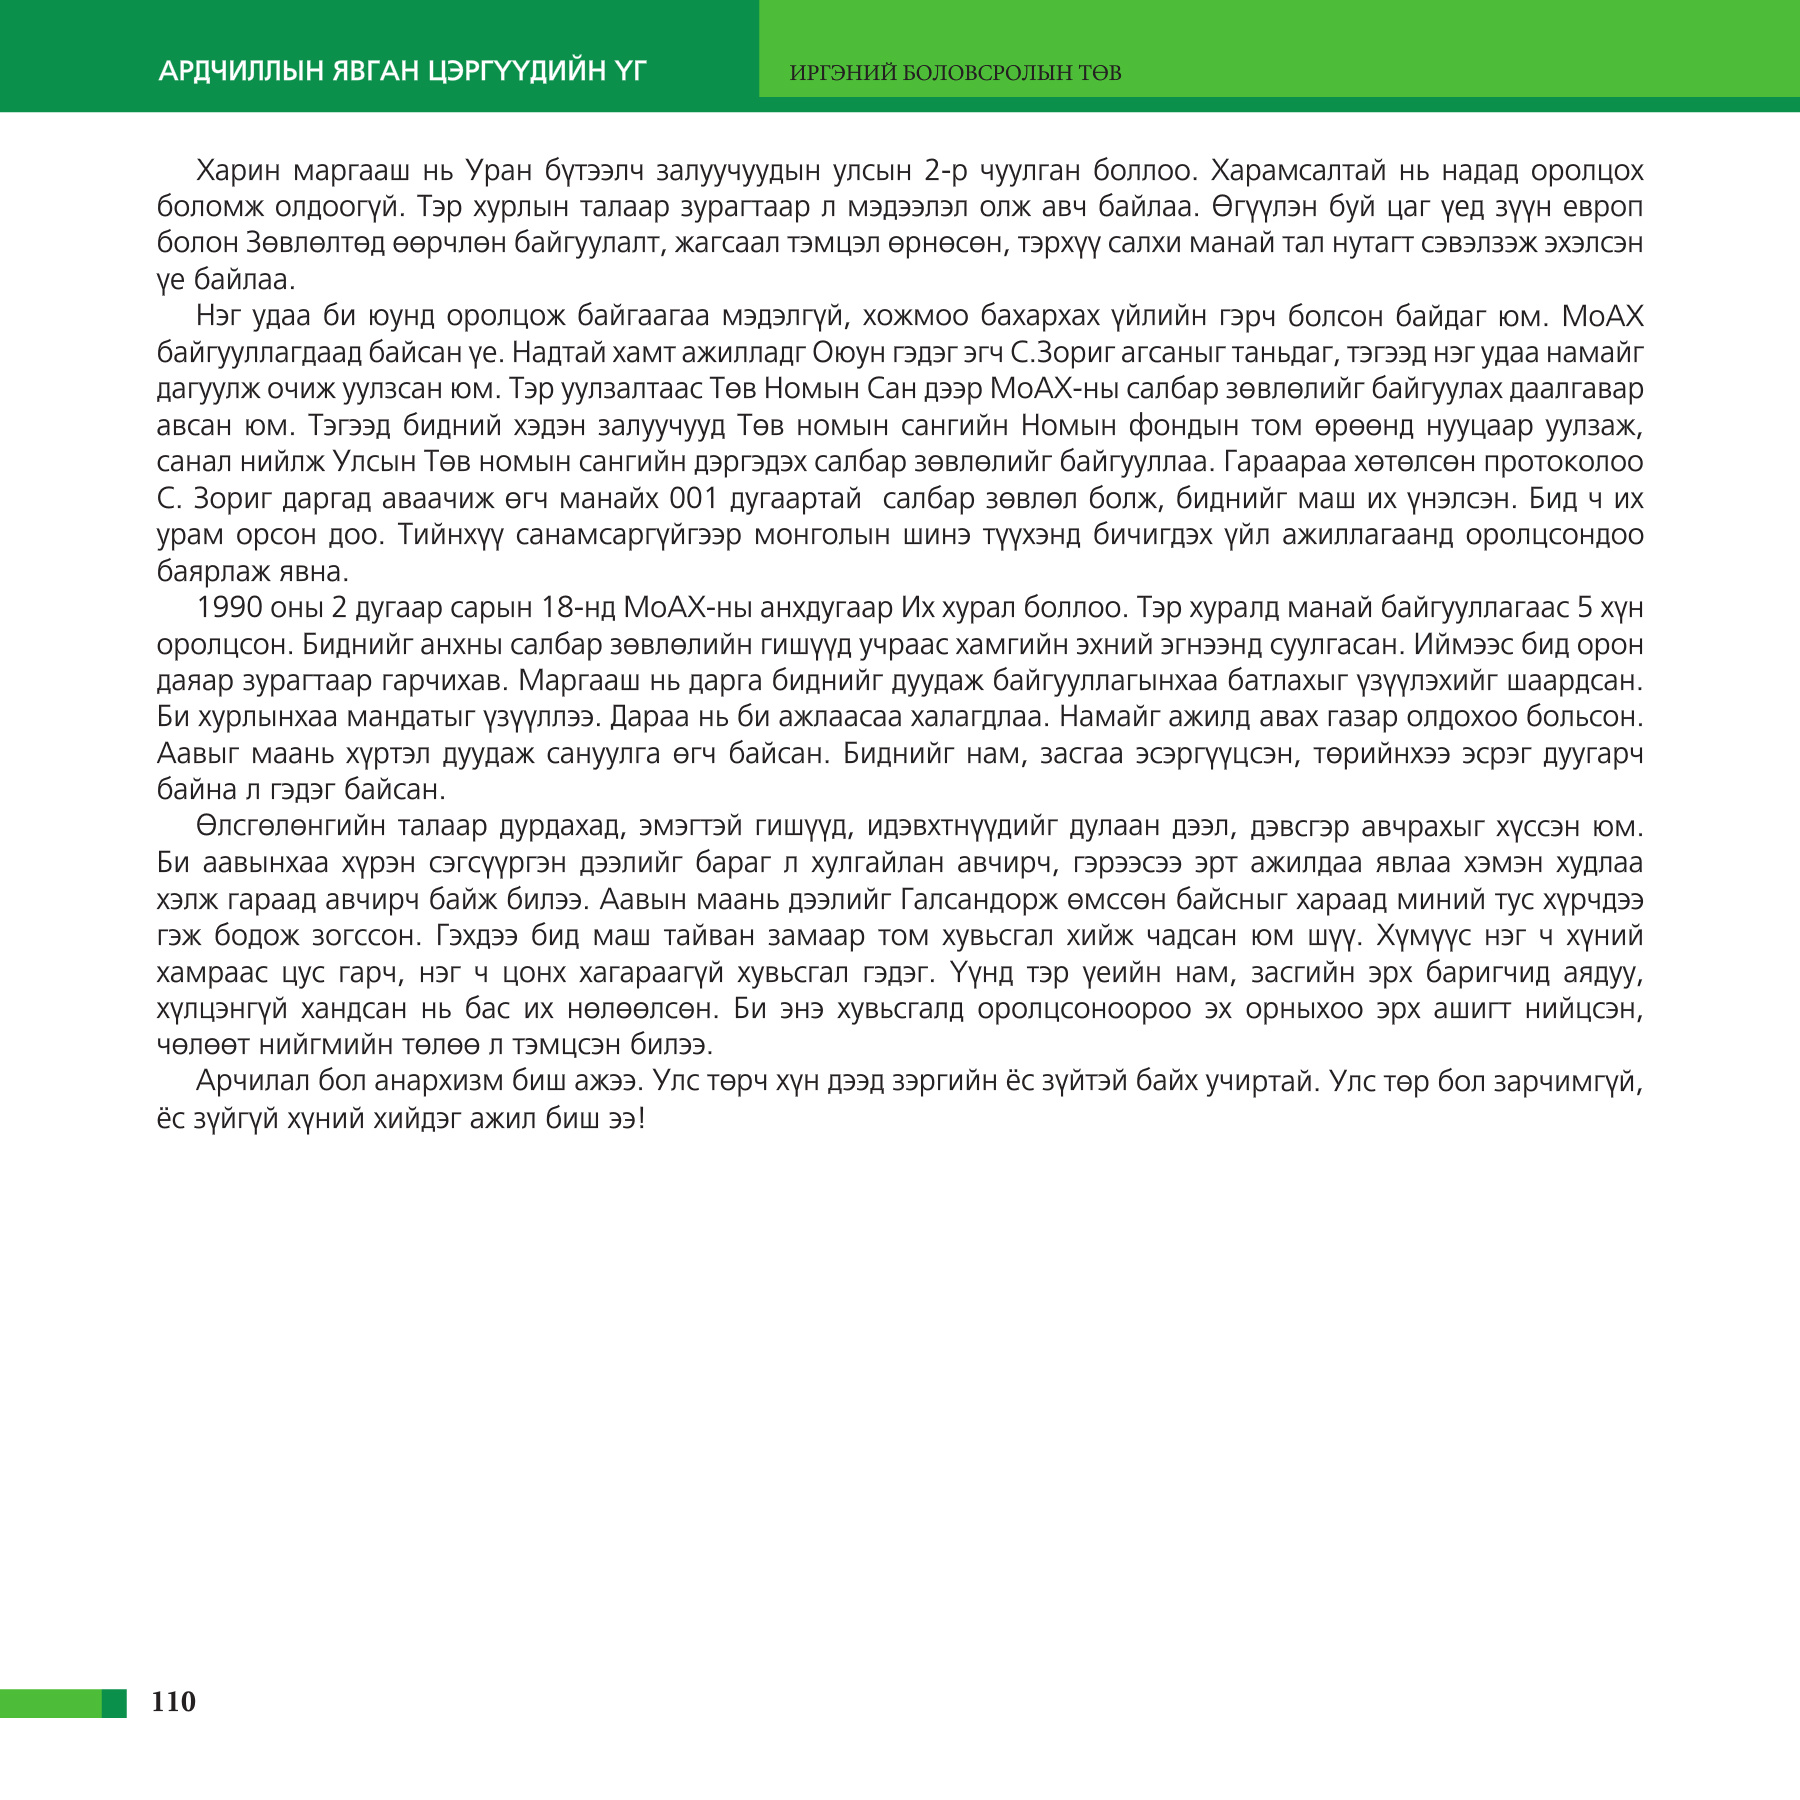 АРДЧИЛЛЫН ЯВГАН ЦЭРГҮҮДИЙН ҮГ
ИРГЭНИЙ БОЛОВСРОЛЫН ТӨВ
Харин маргааш нь Уран бүтээлч залуучуудын улсын 2-р чуулган боллоо. Харамсалтай нь надад оролцох
боломж олдоогүй. Тэр хурлын талаар зурагтаар л мэдээлэл олж авч байлаа. Өгүүлэн буй цаг үед зүүн европ
болон Зөвлөлтөд өөрчлөн байгуулалт, жагсаал тэмцэл өрнөсөн, тэрхүү салхи манай тал нутагт сэвэлзэж эхэлсэн
үе байлаа.
Нэг удаа би юунд оролцож байгаагаа мэдэлгүй, хожмоо бахархах үйлийн гэрч болсон байдаг юм. МоАХ
байгууллагдаад байсан үе. Надтай хамт ажилладг Оюун гэдэг эгч С.Зориг агсаныг таньдаг, тэгээд нэг удаа намайг
дагуулж очиж уулзсан юм. Тэр уулзалтаас Төв Номын Сан дээр МоАХ-ны салбар зөвлөлийг байгуулах даалгавар
авсан юм. Тэгээд бидний хэдэн залуучууд Төв номын сангийн Номын фондын том өрөөнд нууцаар уулзаж,
санал нийлж Улсын Төв номын сангийн дэргэдэх салбар зөвлөлийг байгууллаа. Гараараа хөтөлсөн протоколоо
С. Зориг даргад аваачиж өгч манайх 001 дугаартай  салбар зөвлөл болж, биднийг маш их үнэлсэн. Бид ч их
урам орсон доо. Тийнхүү санамсаргүйгээр монголын шинэ түүхэнд бичигдэх үйл ажиллагаанд оролцсондоо
баярлаж явна.
1990 оны 2 дугаар сарын 18-нд МоАХ-ны анхдугаар Их хурал боллоо. Тэр хуралд манай байгууллагаас 5 хүн
оролцсон. Биднийг анхны салбар зөвлөлийн гишүүд учраас хамгийн эхний эгнээнд суулгасан. Иймээс бид орон
даяар зурагтаар гарчихав. Маргааш нь дарга биднийг дуудаж байгууллагынхаа батлахыг үзүүлэхийг шаардсан.
Би хурлынхаа мандатыг үзүүллээ. Дараа нь би ажлаасаа халагдлаа. Намайг ажилд авах газар олдохоо больсон.
Аавыг маань хүртэл дуудаж сануулга өгч байсан. Биднийг нам, засгаа эсэргүүцсэн, төрийнхээ эсрэг дуугарч
байна л гэдэг байсан.
Өлсгөлөнгийн талаар дурдахад, эмэгтэй гишүүд, идэвхтнүүдийг дулаан дээл, дэвсгэр авчрахыг хүссэн юм.
Би аавынхаа хүрэн сэгсүүргэн дээлийг бараг л хулгайлан авчирч, гэрээсээ эрт ажилдаа явлаа хэмэн худлаа
хэлж гараад авчирч байж билээ. Аавын маань дээлийг Галсандорж өмссөн байсныг хараад миний тус хүрчдээ
гэж бодож зогссон. Гэхдээ бид маш тайван замаар том хувьсгал хийж чадсан юм шүү. Хүмүүс нэг ч хүний
хамраас цус гарч, нэг ч цонх хагараагүй хувьсгал гэдэг. Үүнд тэр үеийн нам, засгийн эрх баригчид аядуу,
хүлцэнгүй хандсан нь бас их нөлөөлсөн. Би энэ хувьсгалд оролцсоноороо эх орныхоо эрх ашигт нийцсэн,
чөлөөт нийгмийн төлөө л тэмцсэн билээ.
Арчилал бол анархизм биш ажээ. Улс төрч хүн дээд зэргийн ёс зүйтэй байх учиртай. Улс төр бол зарчимгүй,
ёс зүйгүй хүний хийдэг ажил биш ээ!
110